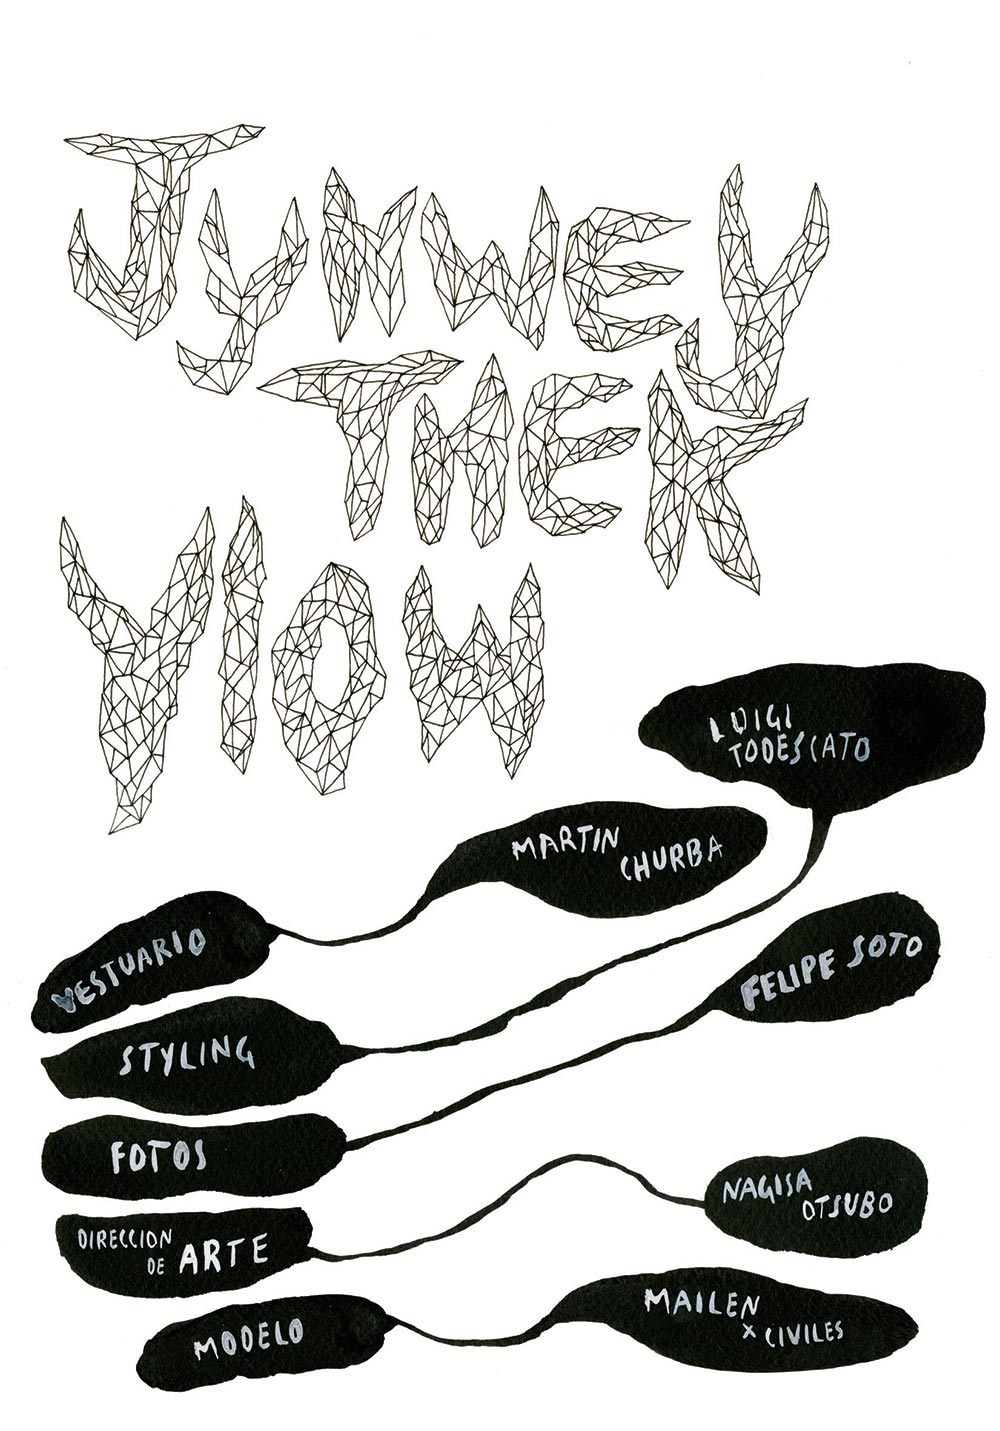 JYNWEY
THEK
YIOW
LUIGI
TODESCATO
MARTIN
CHURBA
VESTUARIO
FELIPE SOTO
STYLING
FOTOS
NAGISA
OTSUBO
DIRECCION
DE ARTE
MAILEN
x CIVILES
MODELO